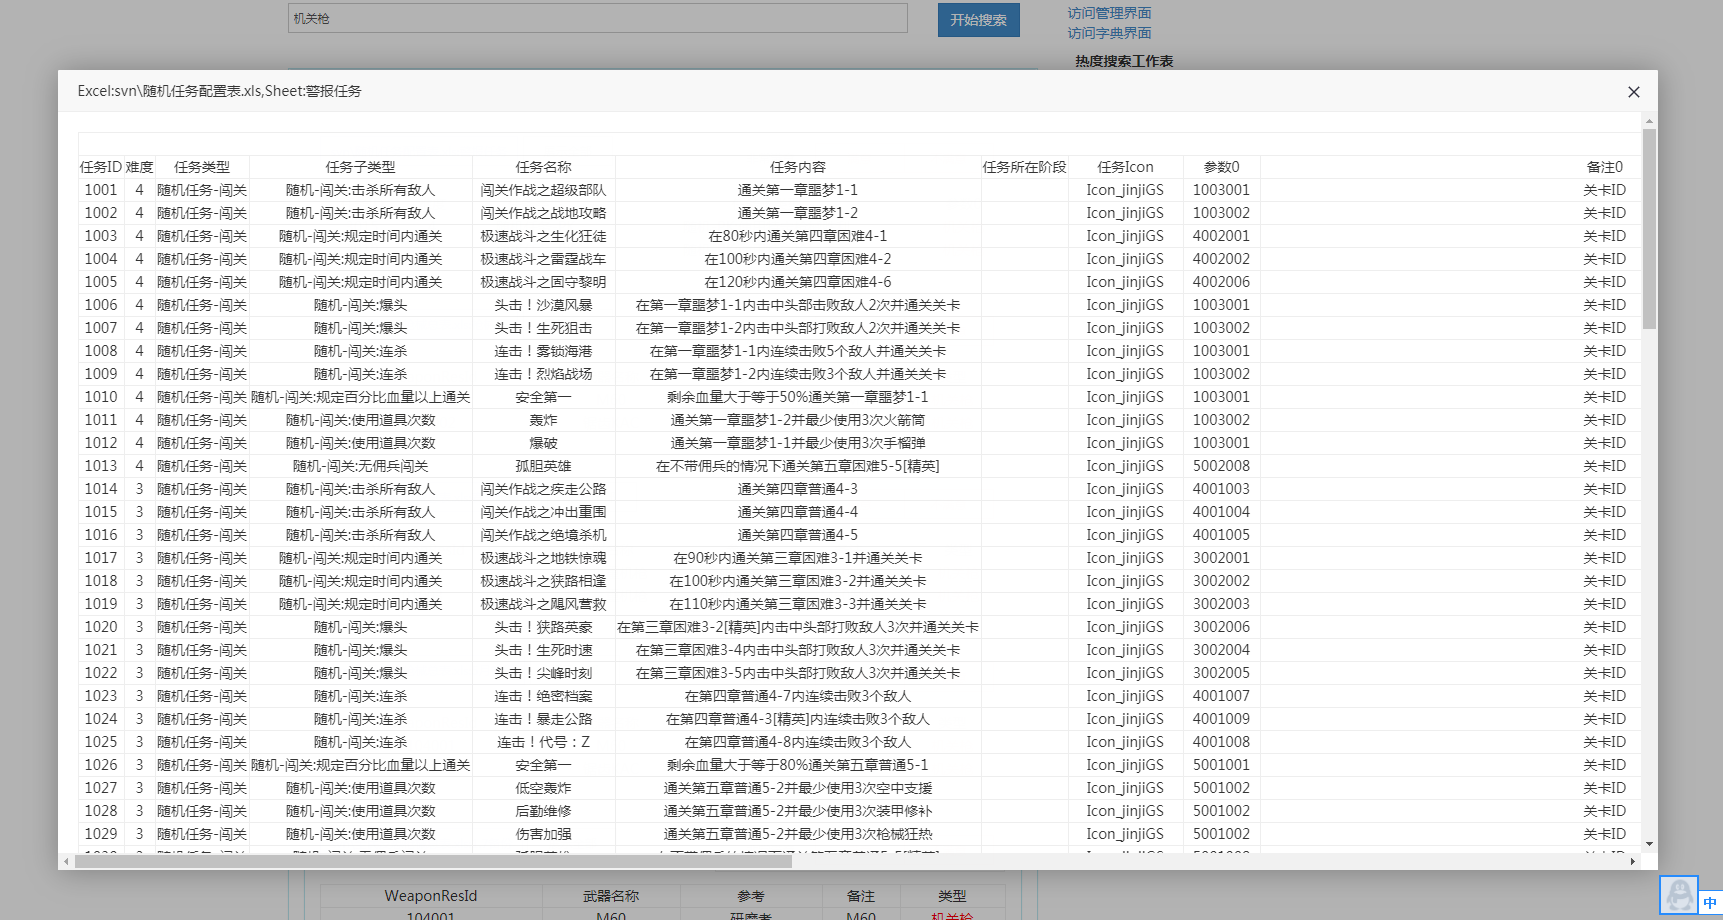 机关枪 开始搜索 访问管理界面
访问字典界面
热度搜索工作表
Excel:svn\随机任务配置表.xls,Sheet:警报任务
任务ID 难度 任务类型 任务子类型 任务名称 任务内容 任务所在阶段 任务Icon 参数0 备注0
1001 4 随机任务-闯关 随机-闯关:击杀所有敌人 闯关作战之超级部队 通关第一章噩梦1-1 Icon_jinjiGS 1003001 关卡ID
1002 4 随机任务-闯关 随机-闯关:击杀所有敌人 闯关作战之战地攻略 通关第一章噩梦1-2 Icon_jinjiGS 1003002 关卡ID
1003 4 随机任务-闯关 随机-闯关:规定时间内通关 极速战斗之生化狂徒 在80秒内通关第四章困难4-1 Icon_jinjiGS 4002001 关卡ID
1004 4 随机任务-闯关 随机-闯关:规定时间内通关 极速战斗之雷霆战车 在100秒内通关第四章困难4-2 Icon_jinjiGS 4002002 关卡ID
1005 4 随机任务-闯关 随机-闯关:规定时间内通关 极速战斗之固守黎明 在120秒内通关第四章困难4-6 Icon_jinjiGS 4002006 关卡ID
1006 4 随机任务-闯关 随机-闯关:爆头 头击！沙漠风暴 在第一章噩梦1-1内击中头部击败敌人2次并通关关卡 Icon_jinjiGS 1003001 关卡ID
1007 4 随机任务-闯关 随机-闯关:爆头 头击！生死狙击 在第一章噩梦1-2内击中头部打败敌人2次并通关关卡 Icon_jinjiGS 1003002 关卡ID
1008 4 随机任务-闯关 随机-闯关:连杀 连击！雾锁海港 在第一章噩梦1-1内连续击败5个敌人并通关关卡 Icon_jinjiGS 1003001 关卡ID
1009 4 随机任务-闯关 随机-闯关:连杀 连击！烈焰战场 在第一章噩梦1-2内连续击败3个敌人并通关关卡 Icon_jinjiGS 1003002 关卡ID
1010 4 随机任务-闯关 随机-闯关:规定百分比血量以上通关 安全第一 剩余血量大于等于50%通关第一章噩梦1-1 Icon_jinjiGS 1003001 关卡ID
1011 4 随机任务-闯关 随机-闯关:使用道具次数 轰炸 通关第一章噩梦1-2并最少使用3次火箭筒 Icon_jinjiGS 1003002 关卡ID
1012 4 随机任务-闯关 随机-闯关:使用道具次数 爆破 通关第一章噩梦1-1并最少使用3次手榴弹 Icon_jinjiGS 1003001 关卡ID
1013 4 随机任务-闯关 随机-闯关:无佣兵闯关 孤胆英雄 在不带佣兵的情况下通关第五章困难5-5[精英] Icon_jinjiGS 5002008 关卡ID
1014 3 随机任务-闯关 随机-闯关:击杀所有敌人 闯关作战之疾走公路 通关第四章普通4-3 Icon_jinjiGS 4001003 关卡ID
1015 3 随机任务-闯关 随机-闯关:击杀所有敌人 闯关作战之冲出重围 通关第四章普通4-4 Icon_jinjiGS 4001004 关卡ID
1016 3 随机任务-闯关 随机-闯关:击杀所有敌人 闯关作战之绝境杀机 通关第四章普通4-5 Icon_jinjiGS 4001005 关卡ID
1017 3 随机任务-闯关 随机-闯关:规定时间内通关 极速战斗之地铁惊魂 在90秒内通关第三章困难3-1并通关关卡 Icon_jinjiGS 3002001 关卡ID
1018 3 随机任务-闯关 随机-闯关:规定时间内通关 极速战斗之狭路相逢 在100秒内通关第三章困难3-2并通关关卡 Icon_jinjiGS 3002002 关卡ID
1019 3 随机任务-闯关 随机-闯关:规定时间内通关 极速战斗之飓风营救 在110秒内通关第三章困难3-3并通关关卡 Icon_jinjiGS 3002003 关卡ID
1020 3 随机任务-闯关 随机-闯关:爆头 头击！狭路英豪 在第三章困难3-2[精英]内击中头部打败敌人3次并通关关卡 Icon_jinjiGS 3002006 关卡ID
1021 3 随机任务-闯关 随机-闯关:爆头 头击！生死时速 在第三章困难3-4内击中头部打败敌人3次并通关关卡 Icon_jinjiGS 3002004 关卡ID
1022 3 随机任务-闯关 随机-闯关:爆头 头击！尖峰时刻 在第三章困难3-5内击中头部打败敌人3次并通关关卡 Icon_jinjiGS 3002005 关卡ID
1023 3 随机任务-闯关 随机-闯关:连杀 连击！绝密档案 在第四章普通4-7内连续击败3个敌人 Icon_jinjiGS 4001007 关卡ID
1024 3 随机任务-闯关 随机-闯关:连杀 连击！暴走公路 在第四章普通4-3[精英]内连续击败3个敌人 Icon_jinjiGS 4001009 关卡ID
1025 3 随机任务-闯关 随机-闯关:连杀 连击！代号：Z 在第四章普通4-8内连续击败3个敌人 Icon_jinjiGS 4001008 关卡ID
1026 3 随机任务-闯关 随机-闯关:规定百分比血量以上通关 安全第一 剩余血量大于等于80%通关第五章普通5-1 Icon_jinjiGS 5001001 关卡ID
1027 3 随机任务-闯关 随机-闯关:使用道具次数 低空轰炸 通关第五章普通5-2并最少使用3次空中支援 Icon_jinjiGS 5001002 关卡ID
1028 3 随机任务-闯关 随机-闯关:使用道具次数 后勤维修 通关第五章普通5-2并最少使用3次装甲修补 Icon_jinjiGS 5001002 关卡ID
1029 3 随机任务-闯关 随机-闯关:使用道具次数 伤害加强 通关第五章普通5-2并最少使用3次枪械狂热 Icon_jinjiGS 5001002 关卡ID
WeaponResId 武器名称 参考 备注 类型
104001 M60 研磨者 M60 机关枪
中